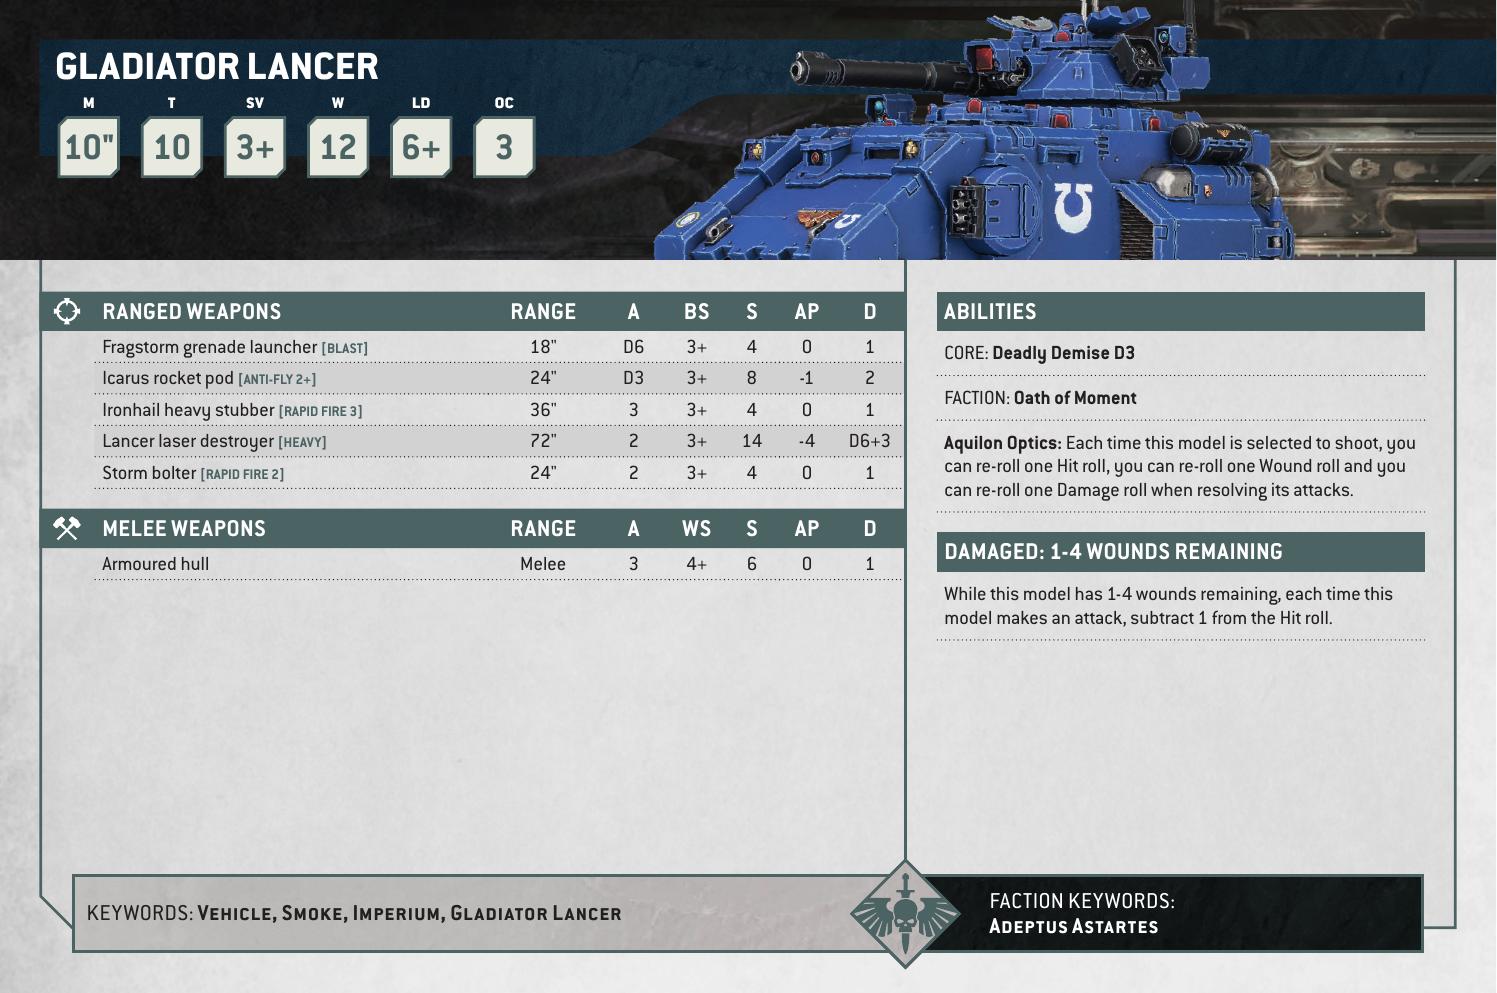 GLADIATOR LANCER
M T SV W LD OC
10" 10 3+ 12 6+ 3
RANGED WEAPONS RANGE A BS S AP D
Fragstorm grenade launcher [BLAST] 18" D6 3+ 4 0 1
Icarus rocket pod [ANTI-FLY 2+] 24" D3 3+ 8 -1 2
Ironhail heavy stubber [RAPID FIRE 3] 36" 3 3+ 4 0 1
Lancer laser destroyer [HEAVY] 72" 2 3+ 14 -4 D6+3
Storm bolter [RAPID FIRE 2] 24" 2 3+ 4 0 1
MELEE WEAPONS RANGE A WS S AP D
Armoured hull Melee 3 4+ 6 0 1
ABILITIES
CORE: Deadly Demise D3
FACTION: Oath of Moment
Aquilon Optics: Each time this model is selected to shoot, you
can re-roll one Hit roll, you can re-roll one Wound roll and you
can re-roll one Damage roll when resolving its attacks.
DAMAGED: 1-4 WOUNDS REMAINING
While this model has 1-4 wounds remaining, each time this
model makes an attack, subtract 1 from the Hit roll.
KEYWORDS: VEHICLE, SMOKE, IMPERIUM, GLADIATOR LANCER
FACTION KEYWORDS:
ADEPTUS ASTARTES